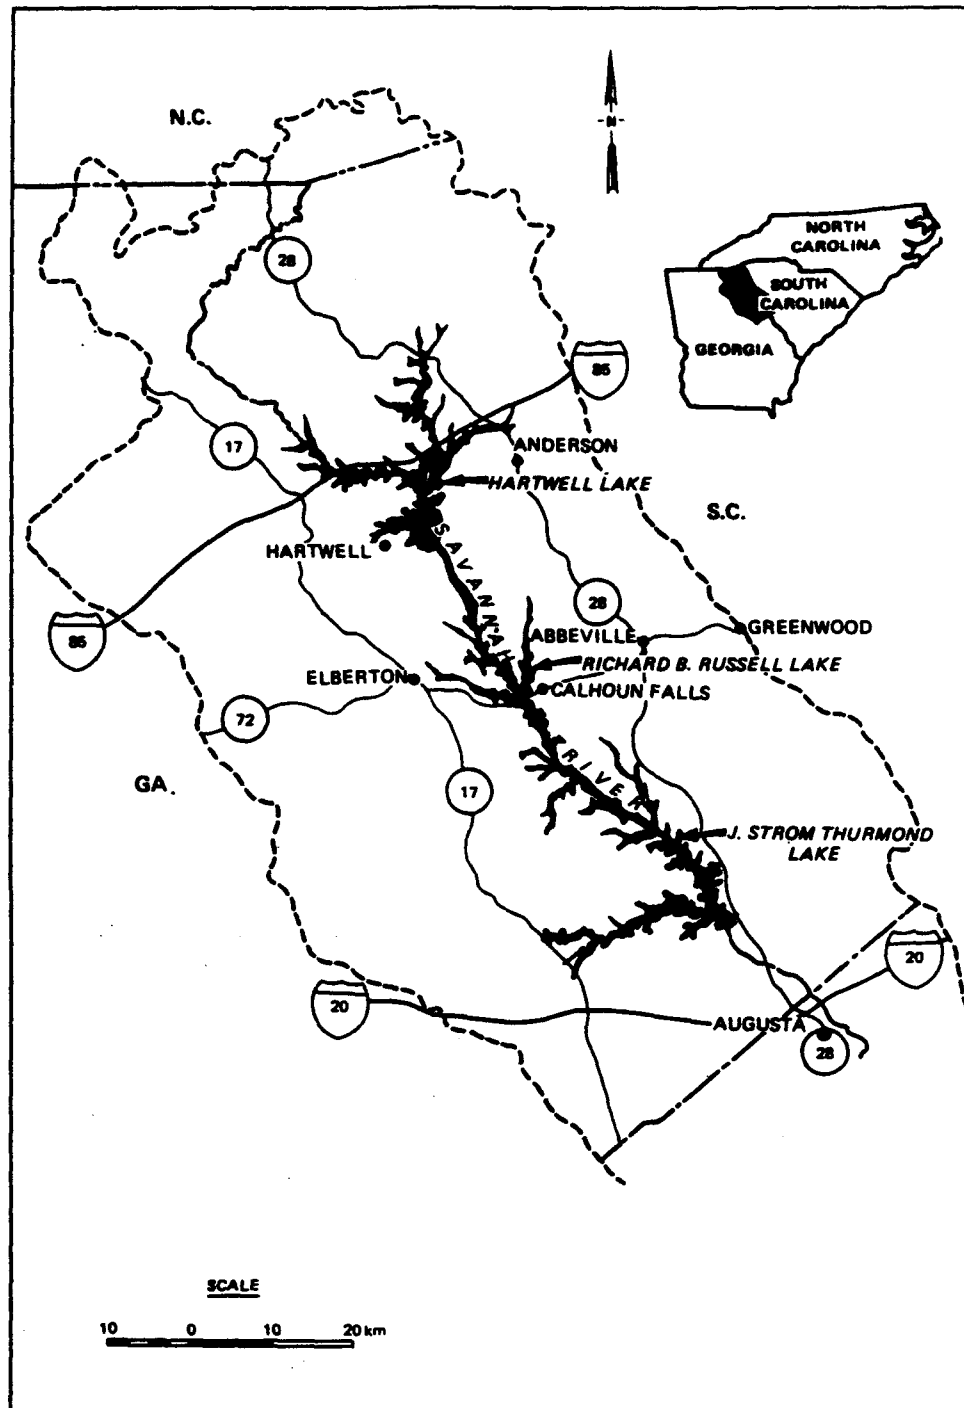 N.C.
N
28
NORTH
CAROLINA
SOUTH
CAROLINA
GEORGIA
85
17
ANDERSON
HARTWELL LAKE
S.C.
HARTWELL
SAVANNAH
28
85
ABBEVILLE
GREENWOOD
RICHARD B. RUSSELL LAKE
ELBERTON
CALHOUN FALLS
72
GA.
17
RIVER
J. STROM THURMOND
LAKE
20
20
AUGUSTA
28
SCALE
10 0 10 20 km